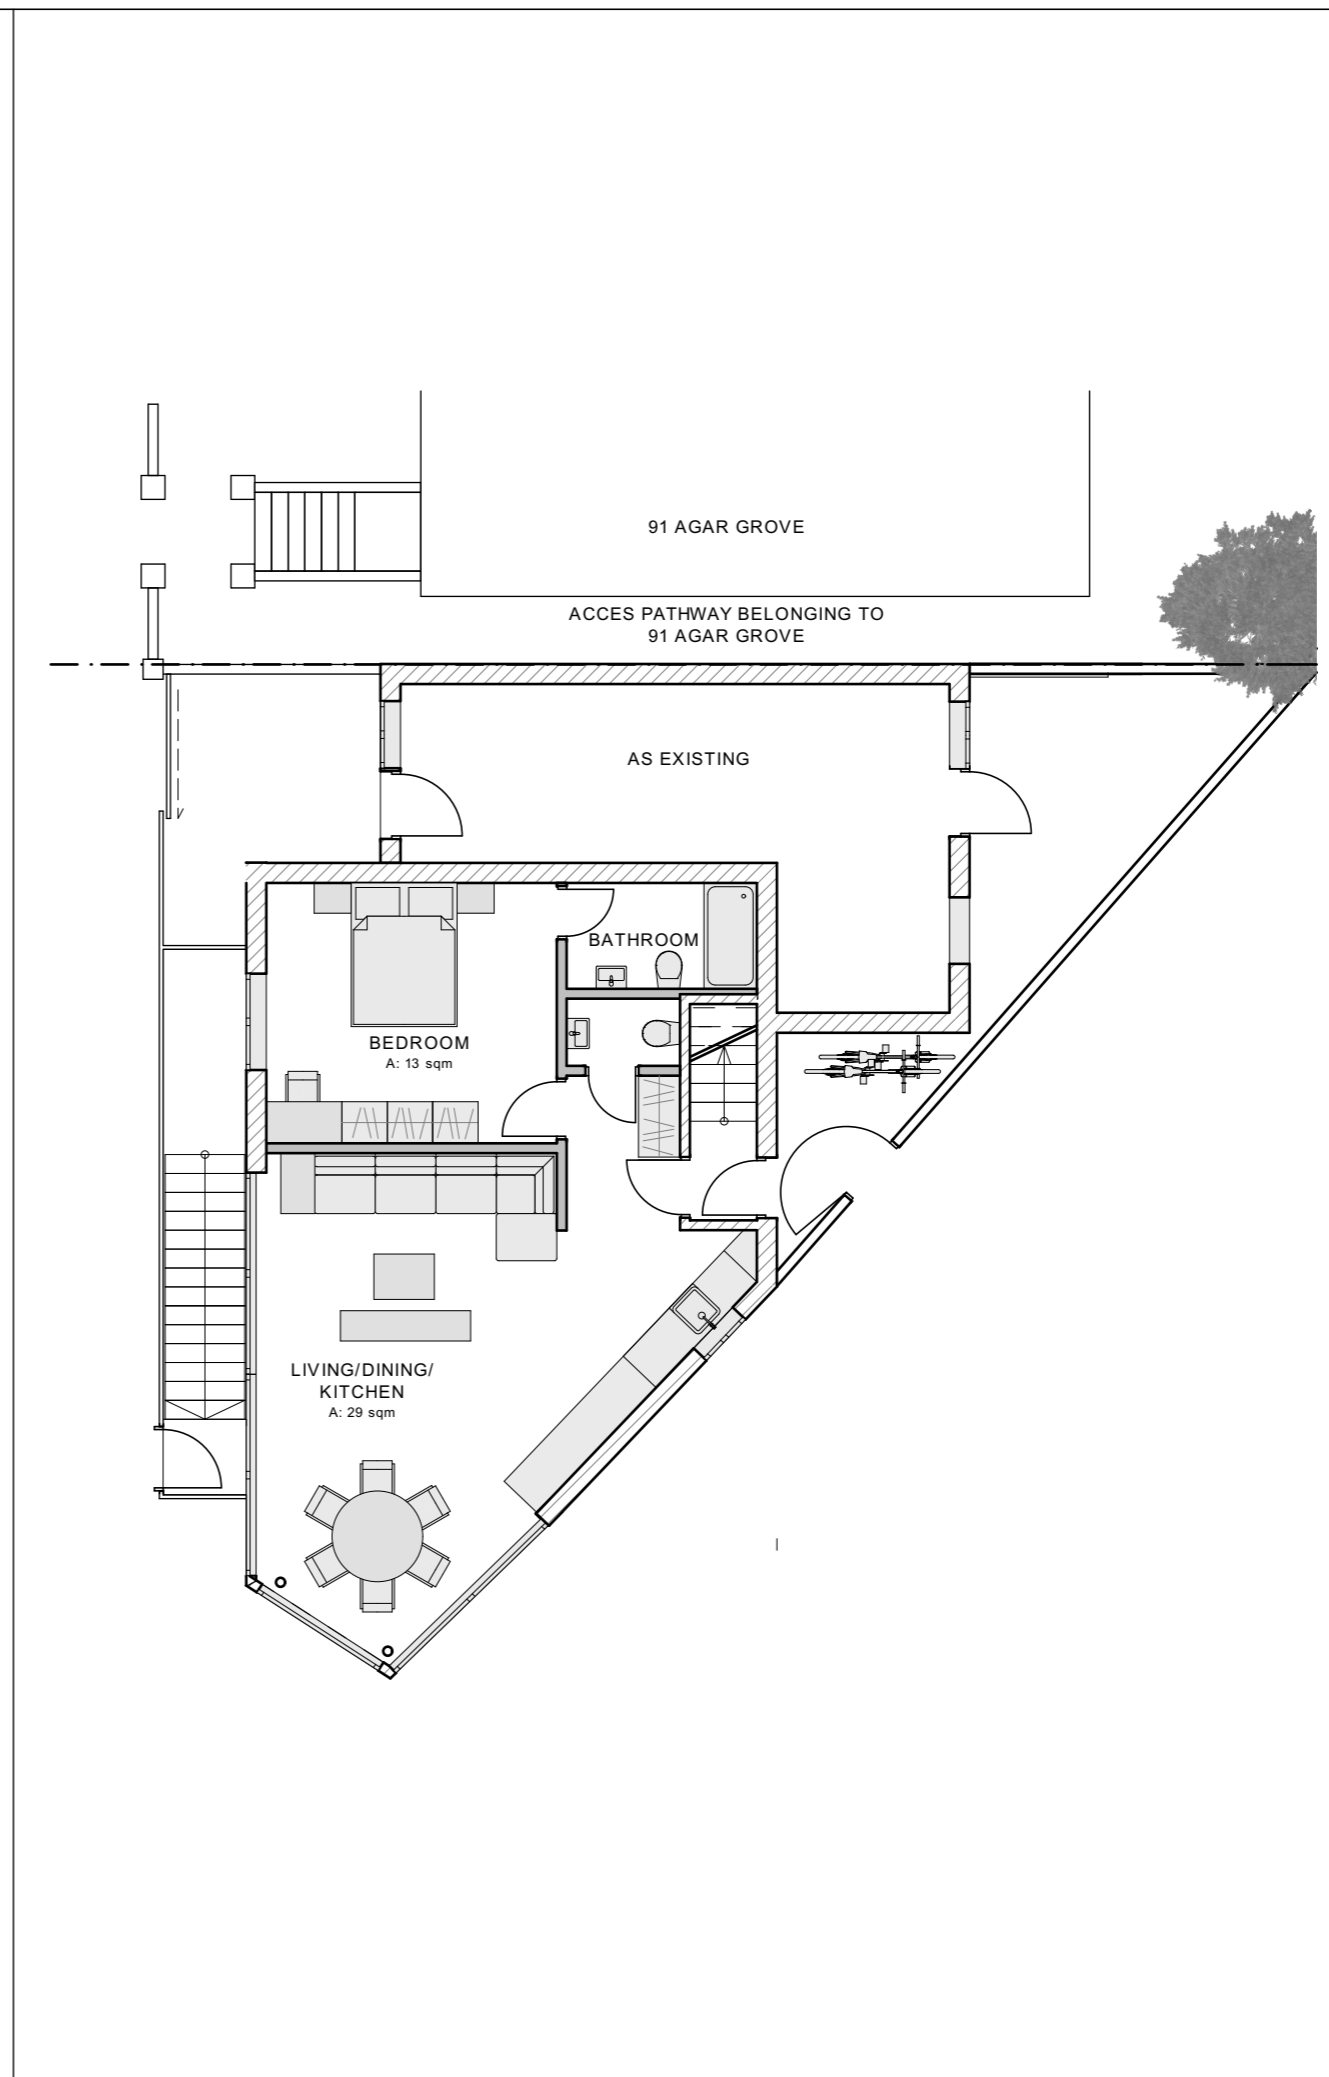 91 AGAR GROVE
ACCES PATHWAY BELONGING TO
91 AGAR GROVE
AS EXISTING
BATHROOM
BEDROOM
A: 13 sqm
LIVING/DINING/
KITCHEN
A: 29 sqm